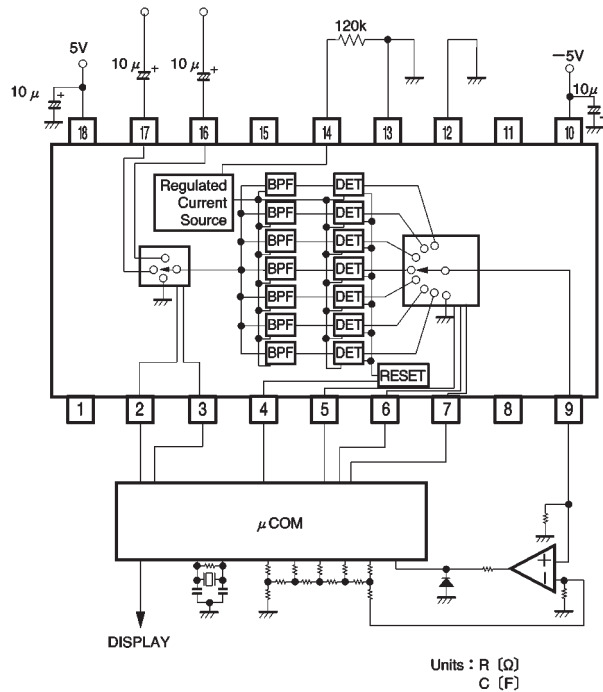 120k
5V
10 μ +
10 μ +
−5V
10 μ +
10μ
18
17
16
15
14
13
12
11
10
Regulated
Current
Source
BPF DET
BPF DET
BPF DET
BPF DET
BPF DET
BPF DET
BPF DET
RESET
1
2
3
4
5
6
7
8
9
μ COM
+
−
DISPLAY
Units : R [Ω]
C [F]